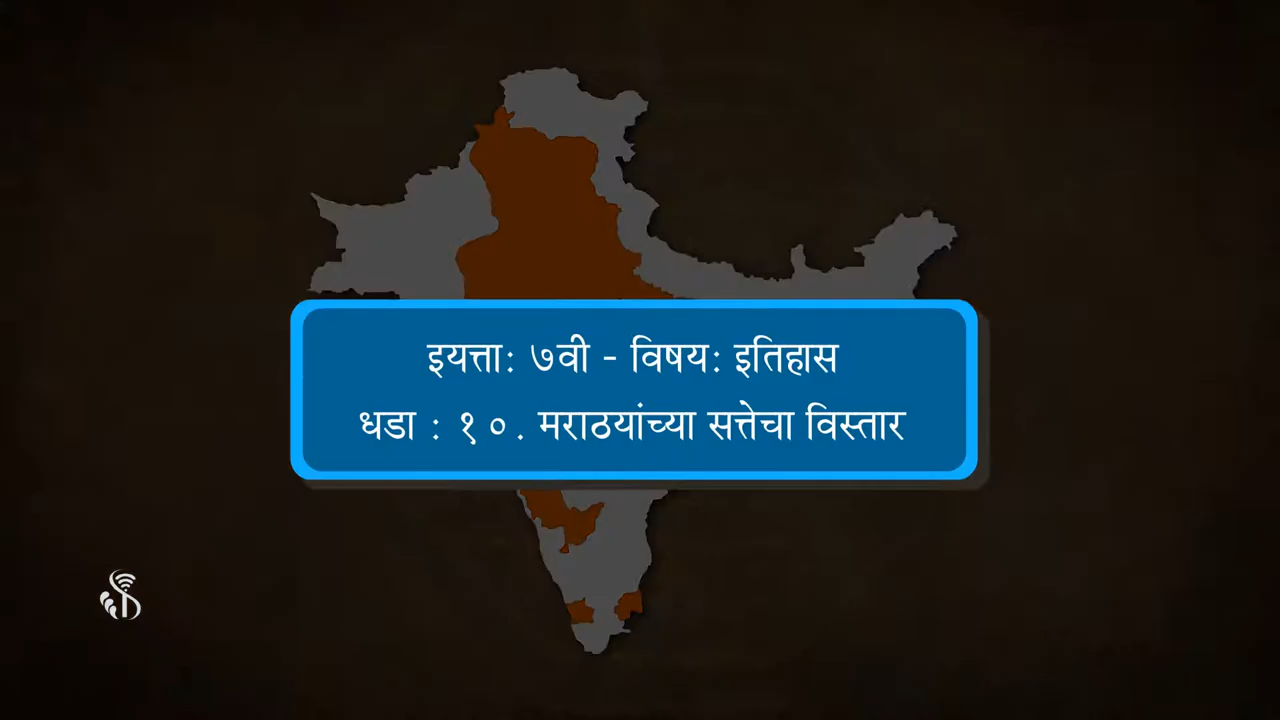 इयत्ताः ७वी - विषयः इतिहास
धडा : १०. मराठयांच्या सत्तेचा विस्तार